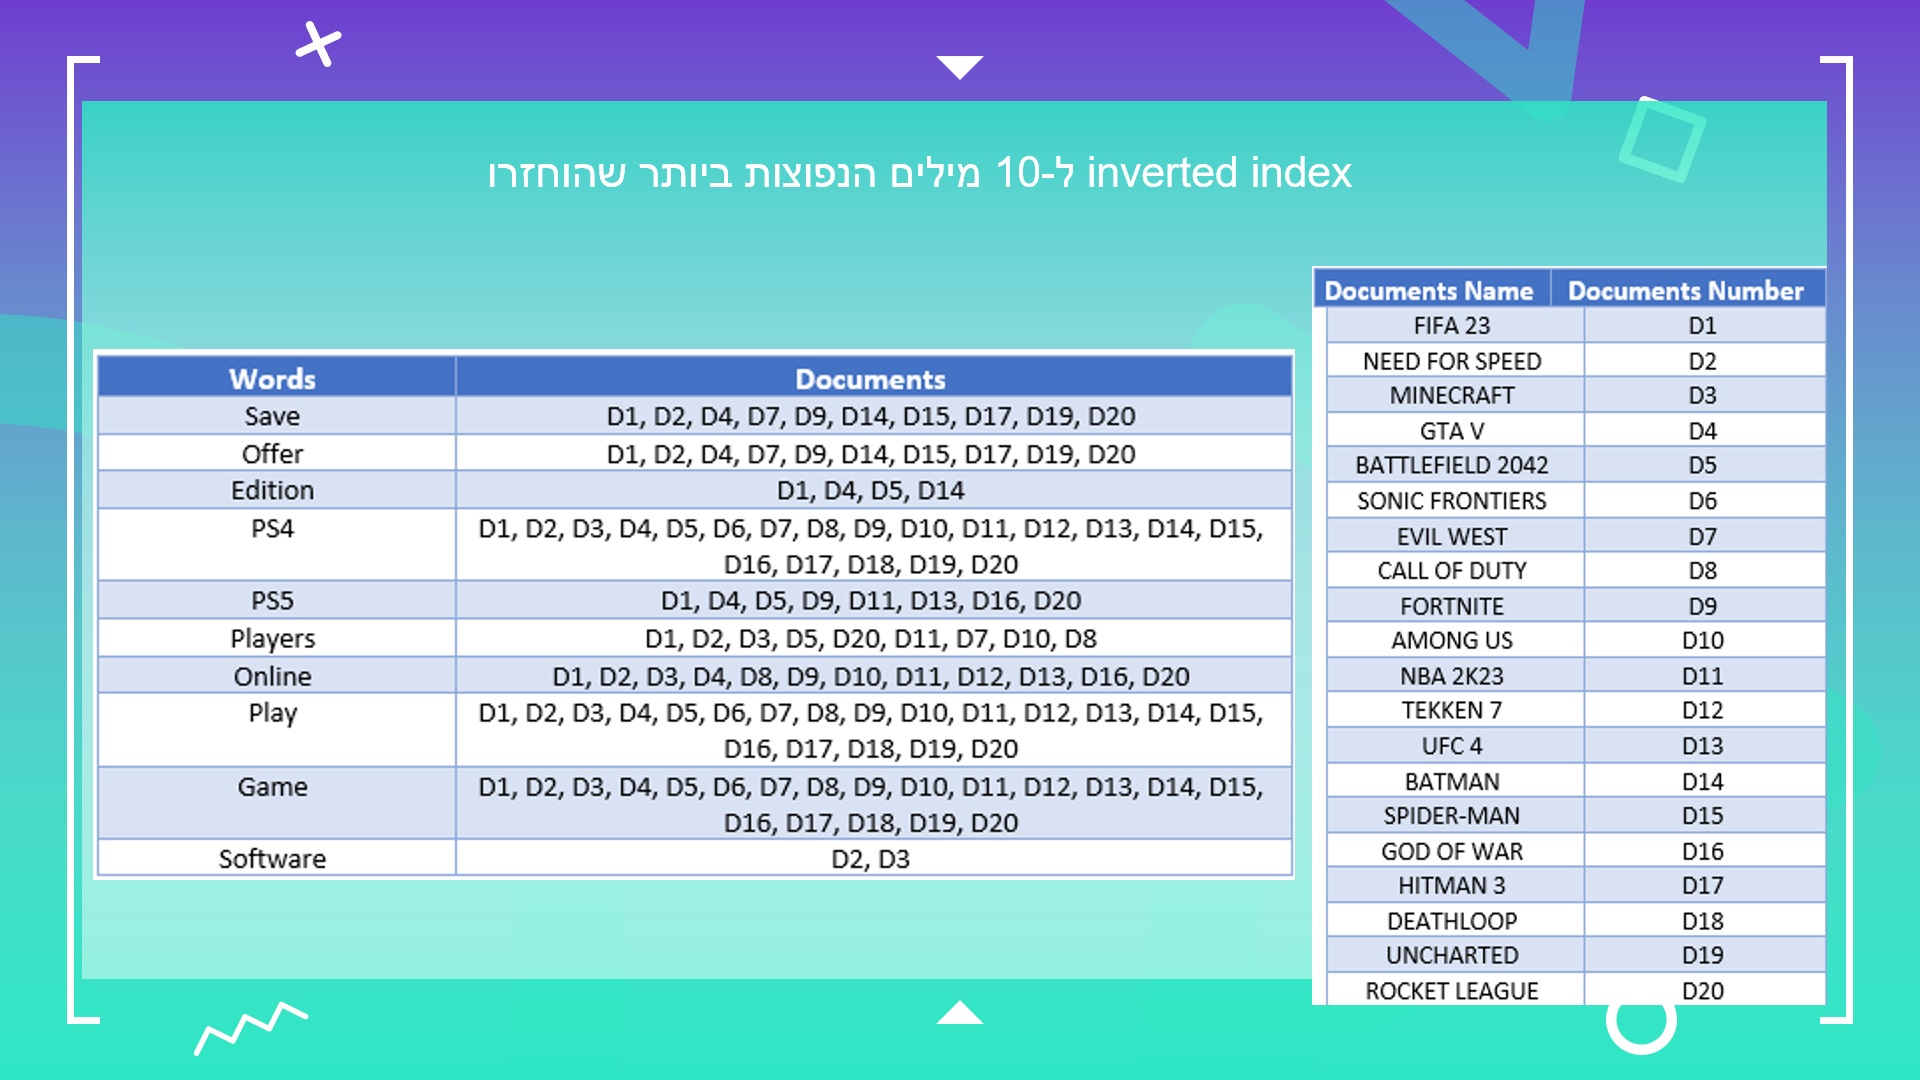 inverted index ל-10 מילים הנפוצות ביותר שהוחזרו
Words Documents
Save D1, D2, D4, D7, D9, D14, D15, D17, D19, D20
Offer D1, D2, D4, D7, D9, D14, D15, D17, D19, D20
Edition D1, D4, D5, D14
PS4 D1, D2, D3, D4, D5, D6, D7, D8, D9, D10, D11, D12, D13, D14, D15,
D16, D17, D18, D19, D20
PS5 D1, D4, D5, D9, D11, D13, D16, D20
Players D1, D2, D3, D5, D20, D11, D7, D10, D8
Online D1, D2, D3, D4, D8, D9, D10, D11, D12, D13, D16, D20
Play D1, D2, D3, D4, D5, D6, D7, D8, D9, D10, D11, D12, D13, D14, D15,
D16, D17, D18, D19, D20
Game D1, D2, D3, D4, D5, D6, D7, D8, D9, D10, D11, D12, D13, D14, D15,
D16, D17, D18, D19, D20
Software D2, D3
Documents Name Documents Number
FIFA 23 D1
NEED FOR SPEED D2
MINECRAFT D3
GTA V D4
BATTLEFIELD 2042 D5
SONIC FRONTIERS D6
EVIL WEST D7
CALL OF DUTY D8
FORTNITE D9
AMONG US D10
NBA 2K23 D11
TEKKEN 7 D12
UFC 4 D13
BATMAN D14
SPIDER-MAN D15
GOD OF WAR D16
HITMAN 3 D17
DEATHLOOP D18
UNCHARTED D19
ROCKET LEAGUE D20